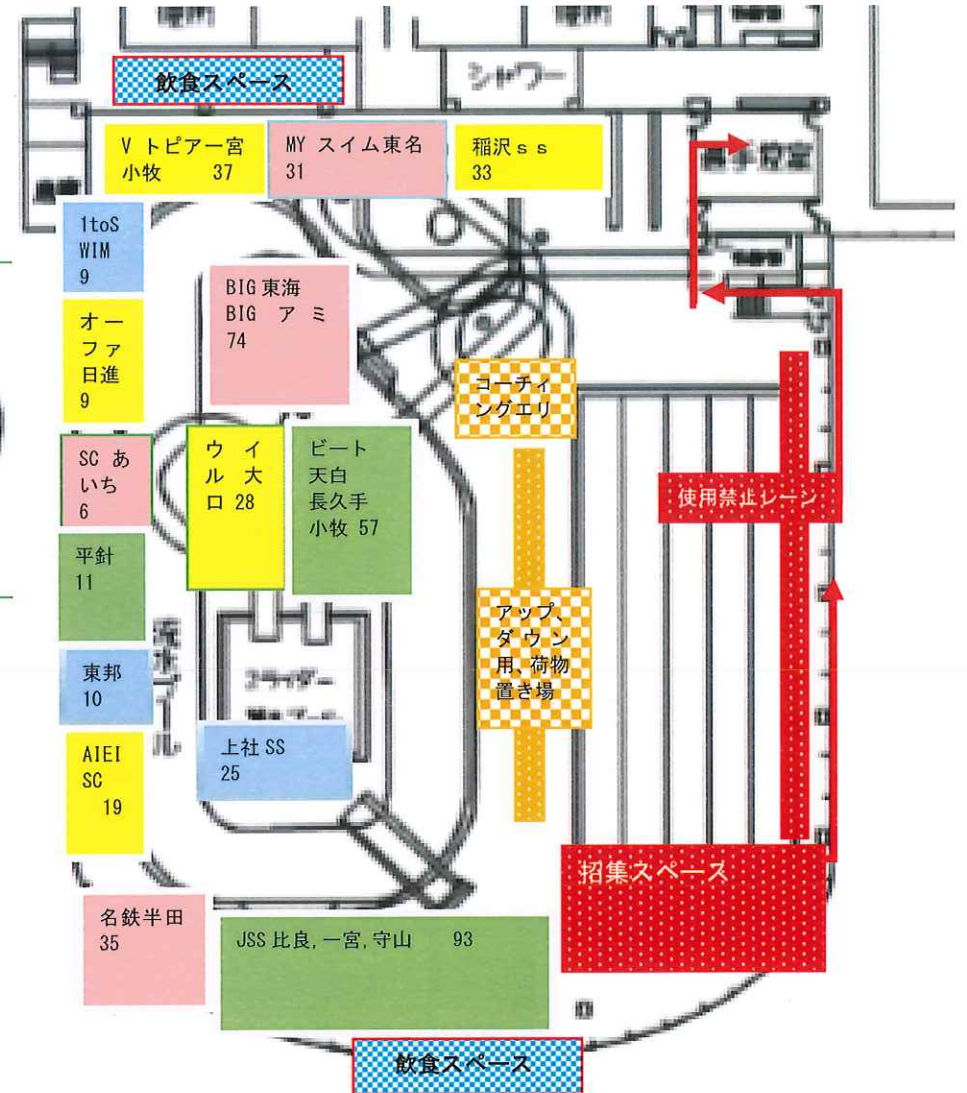 飲食スペース
シャワー
V トピア一宮
小牧 37
MY スイム東名
31
稲沢ｓｓ
33
1toS
WIM
9
BIG 東海
BIG ア ミ
74
オー
ファ
日進
9
コーティ
ングエリ
SC あ
いち
6
ウ イ
ル 大
口 28
ビート
天白
長久手
小牧 57
使用禁止レーン
平針
11
アップ、
ダウン
用、荷物
置き場
東邦
10
上社 SS
25
AIEI
SC
19
招集スペース
名鉄半田
35
JSS 比良,一宮,守山 93
飲食スペース